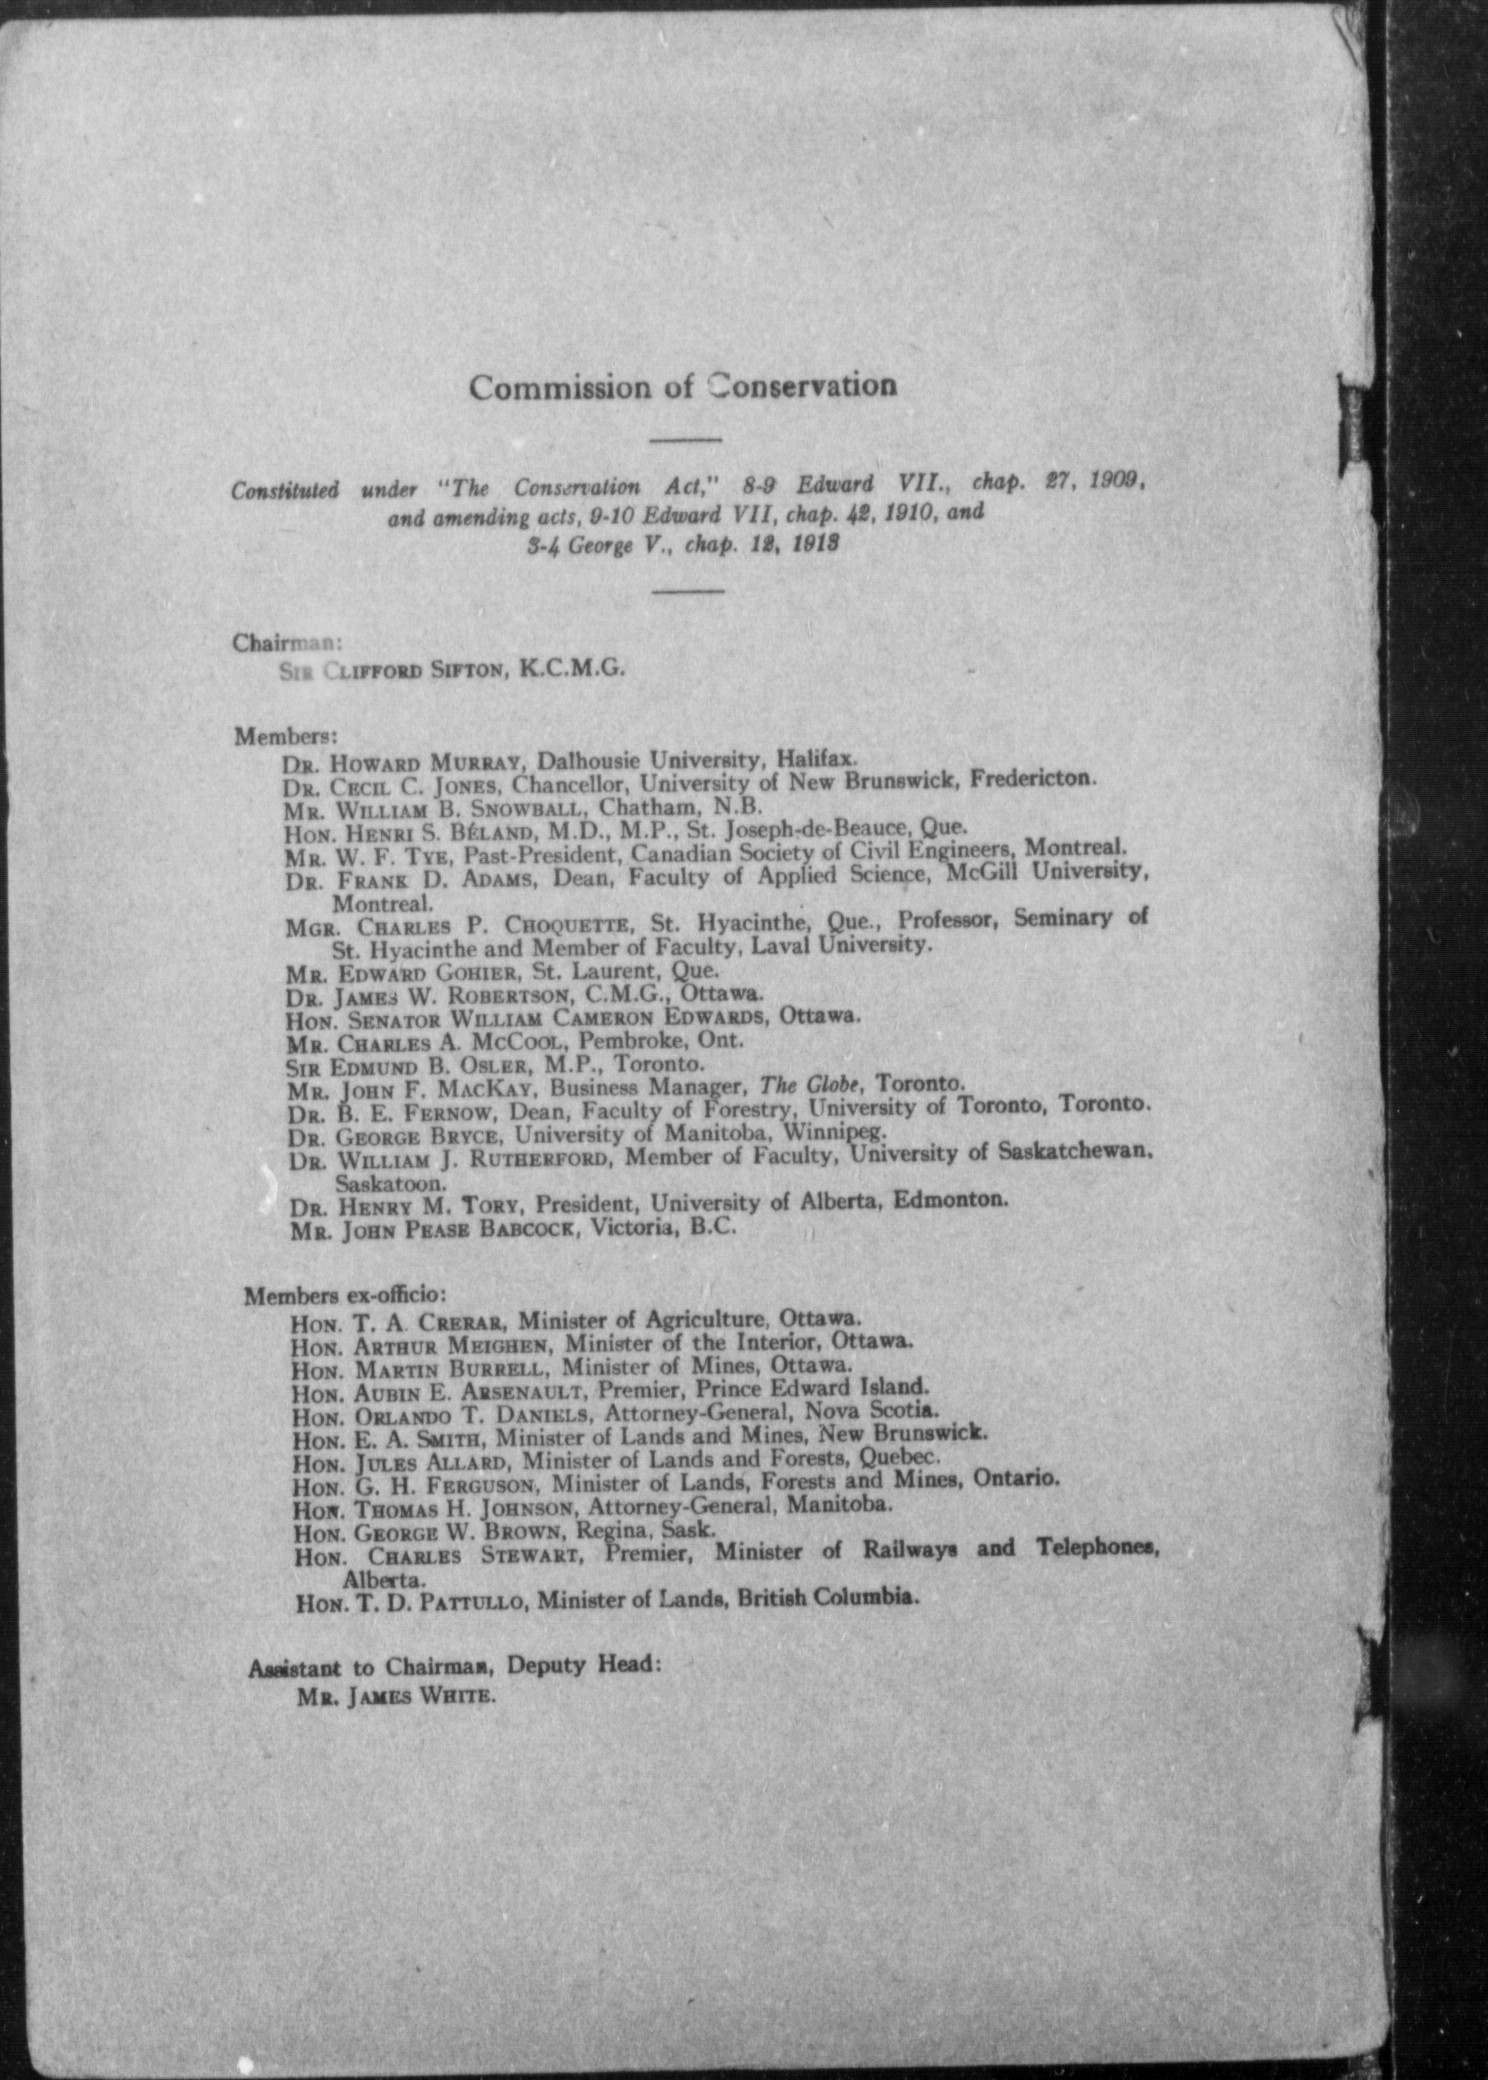 Commission of Conservation
Constituted under "The Conservation Act," 8-9 Edward VII., chap. 27, 1909,
and amending acts, 9-10 Edward VII, chap. 42, 1910, and
3-4 George V., chap. 12, 1913
Chairman:
SIR CLIFFORD SIFTON, K.C.M.G.
Members:
DR. HOWARD MURRAY, Dalhousie University, Halifax.
DR. CECIL C. JONES, Chancellor, University of New Brunswick, Fredericton.
MR. WILLIAM B. SNOWBALL, Chatham, N.B.
HON. HENRI S. BÉLAND, M.D., M.P., St. Joseph-de-Beauce, Que.
MR. W. F. TYE, Past-President, Canadian Society of Civil Engineers, Montreal.
DR. FRANK D. ADAMS, Dean, Faculty of Applied Science, McGill University,
Montreal.
MGR. CHARLES P. CHOQUETTE, St. Hyacinthe, Que., Professor, Seminary of
St. Hyacinthe and Member of Faculty, Laval University.
MR. EDWARD GOHIER, St. Laurent, Que.
DR. JAMES W. ROBERTSON, C.M.G., Ottawa.
HON. SENATOR WILLIAM CAMERON EDWARDS, Ottawa.
MR. CHARLES A. MCCOOL, Pembroke, Ont.
SIR EDMUND B. OSLER, M.P., Toronto.
MR. JOHN F. MACKAY, Business Manager, The Globe, Toronto.
DR. B. E. FERNOW, Dean, Faculty of Forestry, University of Toronto, Toronto.
DR. GEORGE BRYCE, University of Manitoba, Winnipeg.
DR. WILLIAM J. RUTHERFORD, Member of Faculty, University of Saskatchewan.
Saskatoon.
DR. HENRY M. TORY, President, University of Alberta, Edmonton.
MR. JOHN PEASE BABCOCK, Victoria, B.C.
Members ex-officio:
HON. T. A. CRERAR, Minister of Agriculture, Ottawa.
HON. ARTHUR MEIGHEN, Minister of the Interior, Ottawa.
HON. MARTIN BURRELL, Minister of Mines, Ottawa.
HON. AUBIN E. ARSENAULT, Premier, Prince Edward Island.
HON. ORLANDO T. DANIELS, Attorney-General, Nova Scotia.
HON. E. A. SMITH, Minister of Lands and Mines, New Brunswick.
HON. JULES ALLARD, Minister of Lands and Forests, Quebec.
HON. G. H. FERGUSON, Minister of Lands, Forests and Mines, Ontario.
HON. THOMAS H. JOHNSON, Attorney-General, Manitoba.
HON. GEORGE W. BROWN, Regina, Sask.
HON. CHARLES STEWART, Premier, Minister of Railways and Telephones,
Alberta.
HON. T. D. PATTULLO, Minister of Lands, British Columbia.
Assistant to Chairman, Deputy Head:
MR. JAMES WHITE.